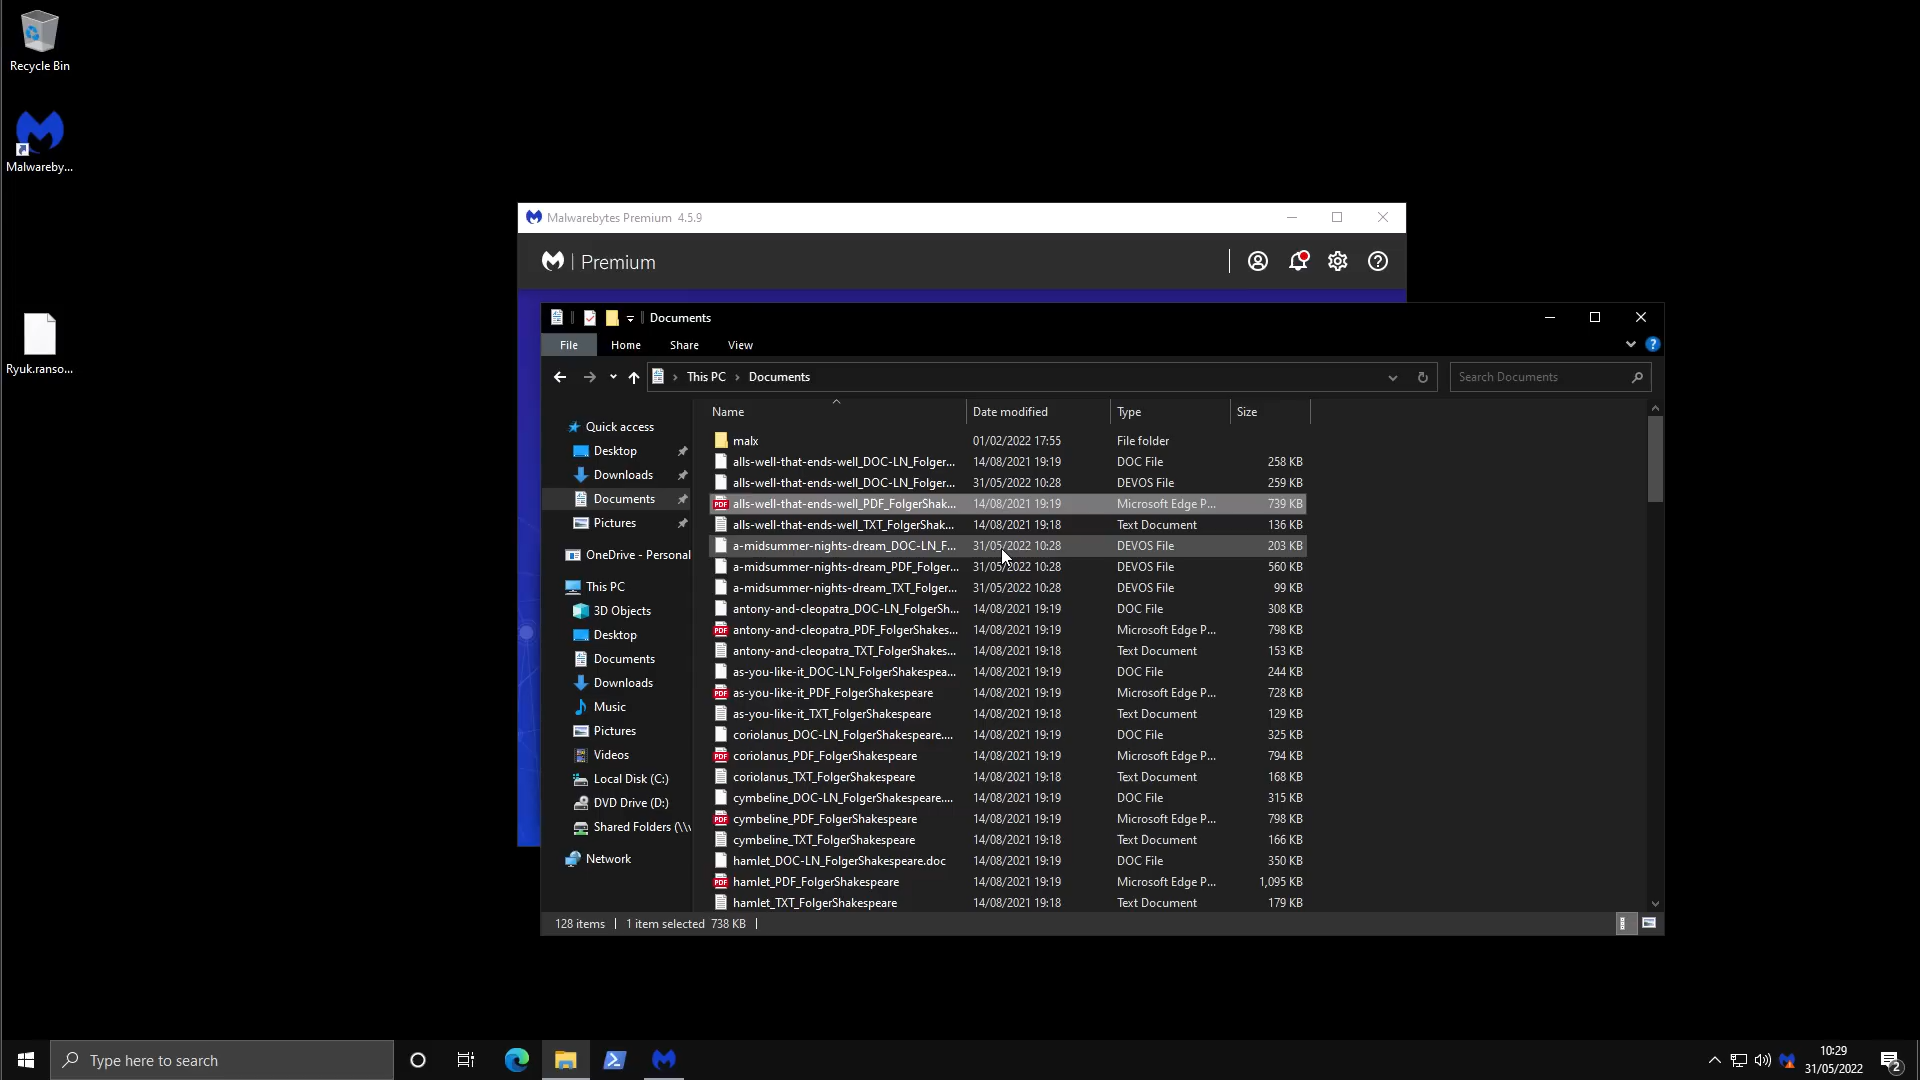 Recycle Bin
Malwareby...
Ryuk.ranso...
Malwarebytes Premium 4.5.9
Premium
Documents
File Home Share View
This PC Documents
Search Documents
Name Date modified Type Size
malx 01/02/2022 17:55 File folder
alls-well-that-ends-well_DOC-LN_Folger... 14/08/2021 19:19 DOC File 258 KB
alls-well-that-ends-well_DOC-LN_Folger... 31/05/2022 10:28 DEVOS File 259 KB
alls-well-that-ends-well_PDF_FolgerShak... 14/08/2021 19:19 Microsoft Edge P... 739 KB
alls-well-that-ends-well_TXT_FolgerShak... 14/08/2021 19:18 Text Document 136 KB
a-midsummer-nights-dream_DOC-LN_F... 31/05/2022 10:28 DEVOS File 203 KB
a-midsummer-nights-dream_PDF_Folger... 31/05/2022 10:28 DEVOS File 560 KB
a-midsummer-nights-dream_TXT_Folger... 31/05/2022 10:28 DEVOS File 99 KB
antony-and-cleopatra_DOC-LN_FolgerSh... 14/08/2021 19:19 DOC File 308 KB
antony-and-cleopatra_PDF_FolgerShakes... 14/08/2021 19:19 Microsoft Edge P... 798 KB
antony-and-cleopatra_TXT_FolgerShakes... 14/08/2021 19:18 Text Document 153 KB
as-you-like-it_DOC-LN_FolgerShakespea... 14/08/2021 19:19 DOC File 244 KB
as-you-like-it_PDF_FolgerShakespeare 14/08/2021 19:19 Microsoft Edge P... 728 KB
as-you-like-it_TXT_FolgerShakespeare 14/08/2021 19:18 Text Document 129 KB
coriolanus_DOC-LN_FolgerShakespeare.... 14/08/2021 19:19 DOC File 325 KB
coriolanus_PDF_FolgerShakespeare 14/08/2021 19:19 Microsoft Edge P... 794 KB
coriolanus_TXT_FolgerShakespeare 14/08/2021 19:18 Text Document 168 KB
cymbeline_DOC-LN_FolgerShakespeare.... 14/08/2021 19:19 DOC File 315 KB
cymbeline_PDF_FolgerShakespeare 14/08/2021 19:19 Microsoft Edge P... 798 KB
cymbeline_TXT_FolgerShakespeare 14/08/2021 19:18 Text Document 166 KB
hamlet_DOC-LN_FolgerShakespeare.doc 14/08/2021 19:19 DOC File 350 KB
hamlet_PDF_FolgerShakespeare 14/08/2021 19:19 Microsoft Edge P... 1,095 KB
hamlet_TXT_FolgerShakespeare 14/08/2021 19:18 Text Document 179 KB
Quick access
Desktop
Downloads
Documents
Pictures
OneDrive - Personal
This PC
3D Objects
Desktop
Documents
Downloads
Music
Pictures
Videos
Local Disk (C:)
DVD Drive (D:)
Shared Folders (\\v
Network
128 items 1 item selected 738 KB
Type here to search
10:29
31/05/2022
2